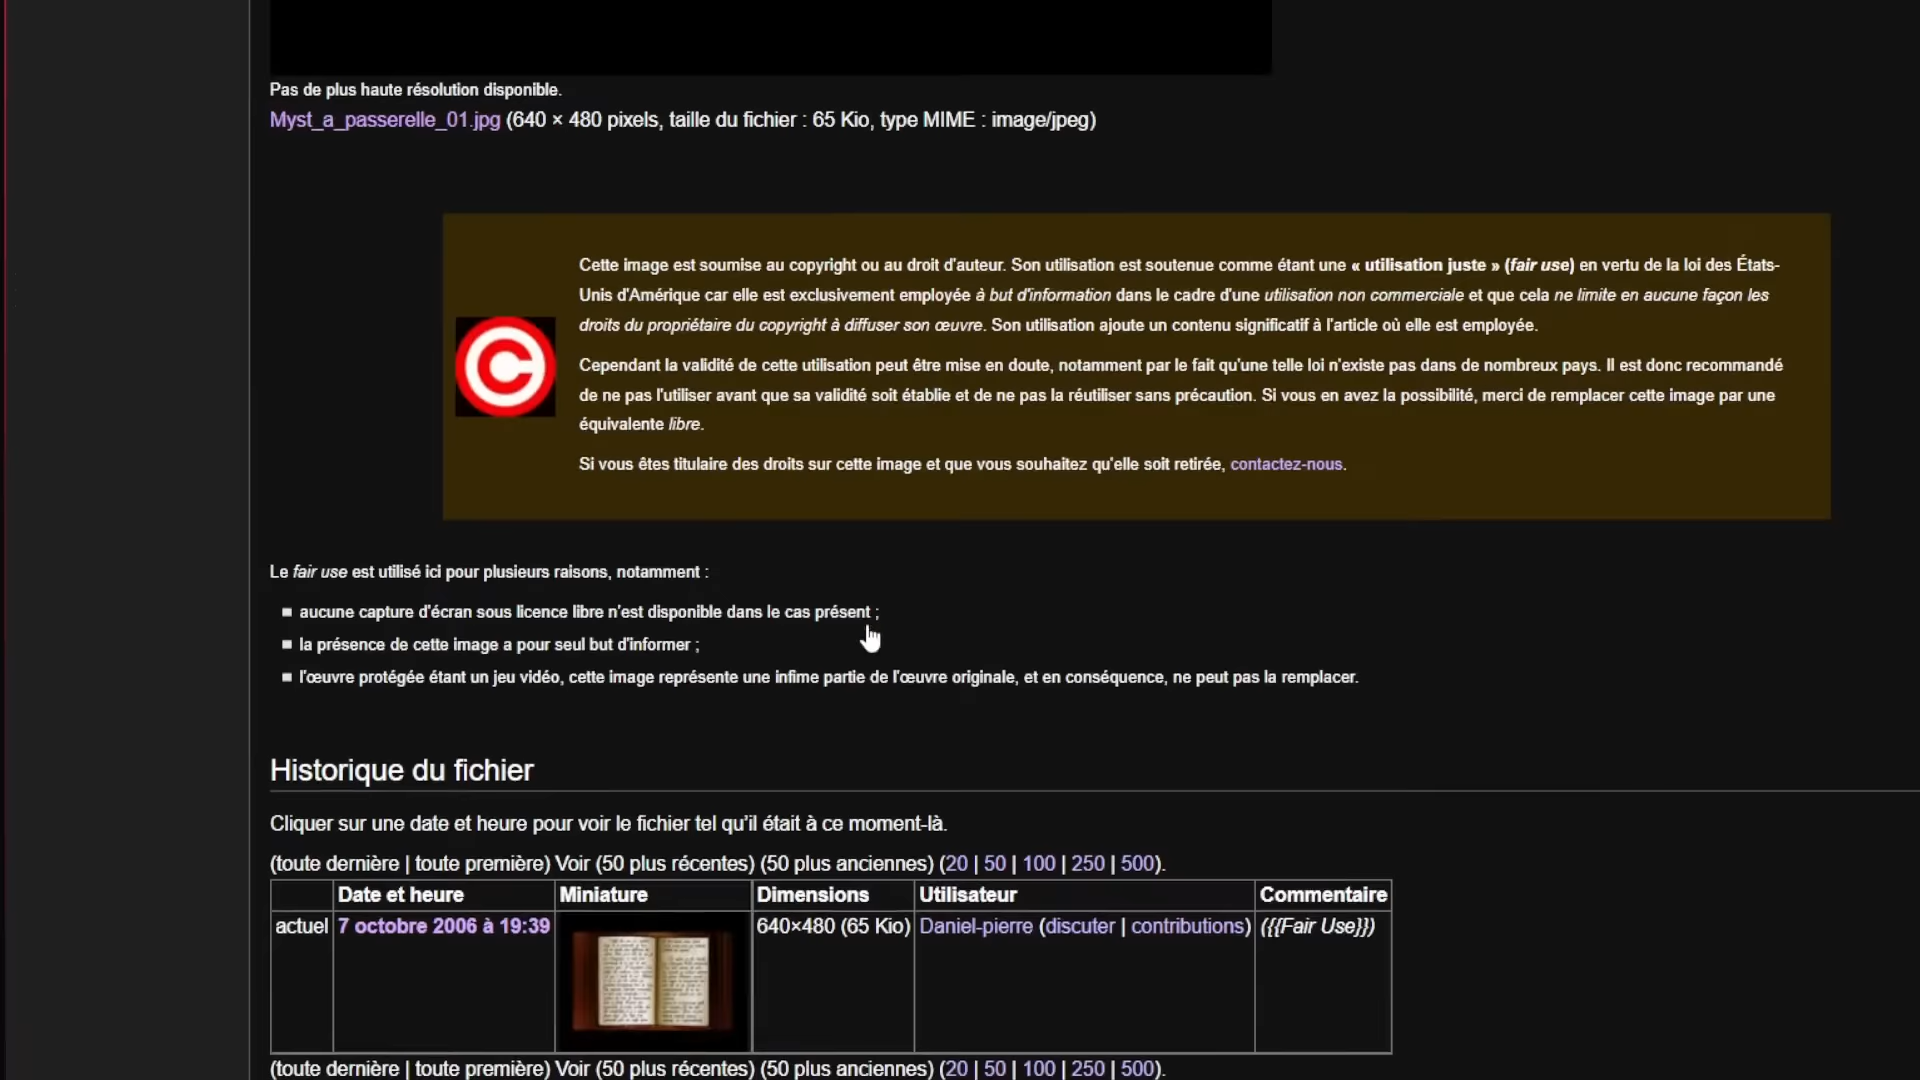 Pas de plus haute résolution disponible.
Myst_a_passerelle_01.jpg (640 × 480 pixels, taille du fichier : 65 Kio, type MIME : image/jpeg)
Cette image est soumise au copyright ou au droit d'auteur. Son utilisation est soutenue comme étant une « utilisation juste » (fair use) en vertu de la loi des États-
Unis d'Amérique car elle est exclusivement employée à but d'information dans le cadre d'une utilisation non commerciale et que cela ne limite en aucune façon les
droits du propriétaire du copyright à diffuser son œuvre. Son utilisation ajoute un contenu significatif à l'article où elle est employée.
Cependant la validité de cette utilisation peut être mise en doute, notamment par le fait qu'une telle loi n'existe pas dans de nombreux pays. Il est donc recommandé
de ne pas l'utiliser avant que sa validité soit établie et de ne pas la réutiliser sans précaution. Si vous en avez la possibilité, merci de remplacer cette image par une
équivalente libre.
Si vous êtes titulaire des droits sur cette image et que vous souhaitez qu'elle soit retirée, contactez-nous.
Le fair use est utilisé ici pour plusieurs raisons, notamment :
aucune capture d'écran sous licence libre n'est disponible dans le cas présent ;
la présence de cette image a pour seul but d'informer ;
l'œuvre protégée étant un jeu vidéo, cette image représente une infime partie de l'œuvre originale, et en conséquence, ne peut pas la remplacer.
Historique du fichier
Cliquer sur une date et heure pour voir le fichier tel qu'il était à ce moment-là.
(toute dernière | toute première) Voir (50 plus récentes) (50 plus anciennes) (20 | 50 | 100 | 250 | 500).
Date et heure Miniature Dimensions Utilisateur Commentaire
actuel 7 octobre 2006 à 19:39 640×480 (65 Kio) Daniel-pierre (discuter | contributions) ({{Fair Use}})
(toute dernière | toute première) Voir (50 plus récentes) (50 plus anciennes) (20 | 50 | 100 | 250 | 500).